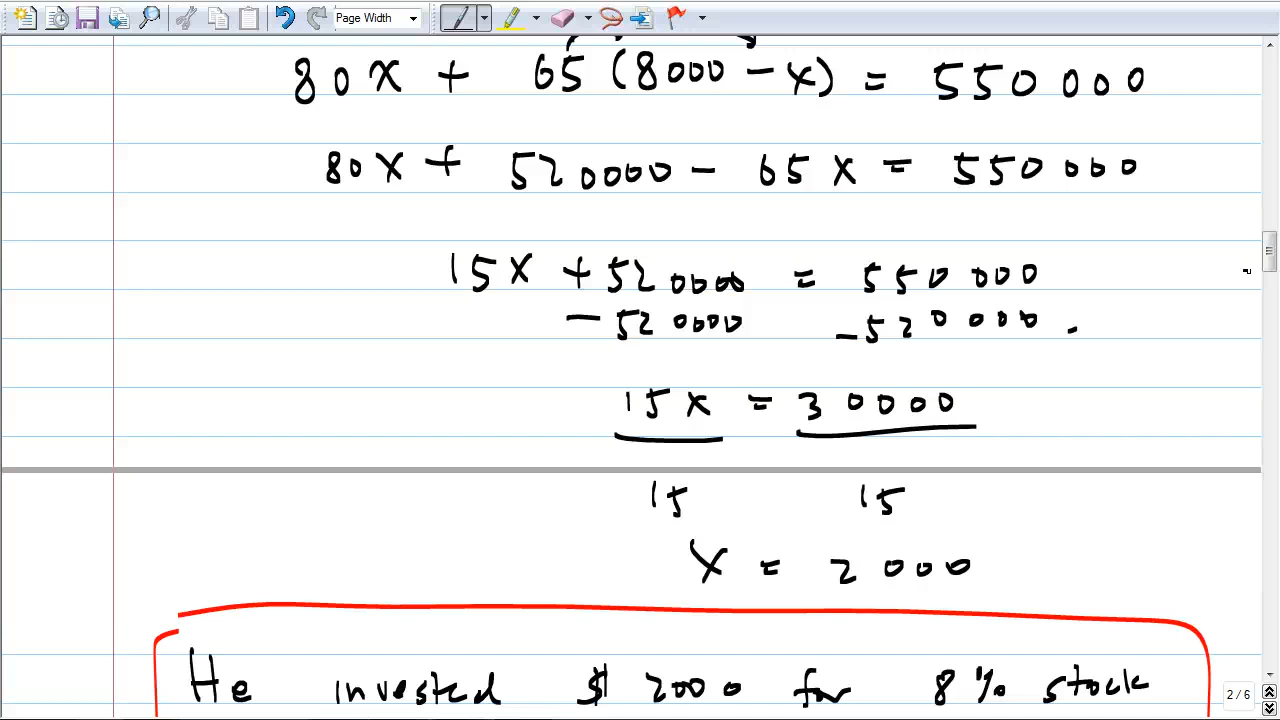 Page Width
80x + 65 (8000 - x) = 550000
80x + 520000 - 65x = 550000
15x + 520000 = 550000
-520000 -520000.
15x = 30000
15 15
x = 2000
He invested $2000 for 8% stock
2 / 6